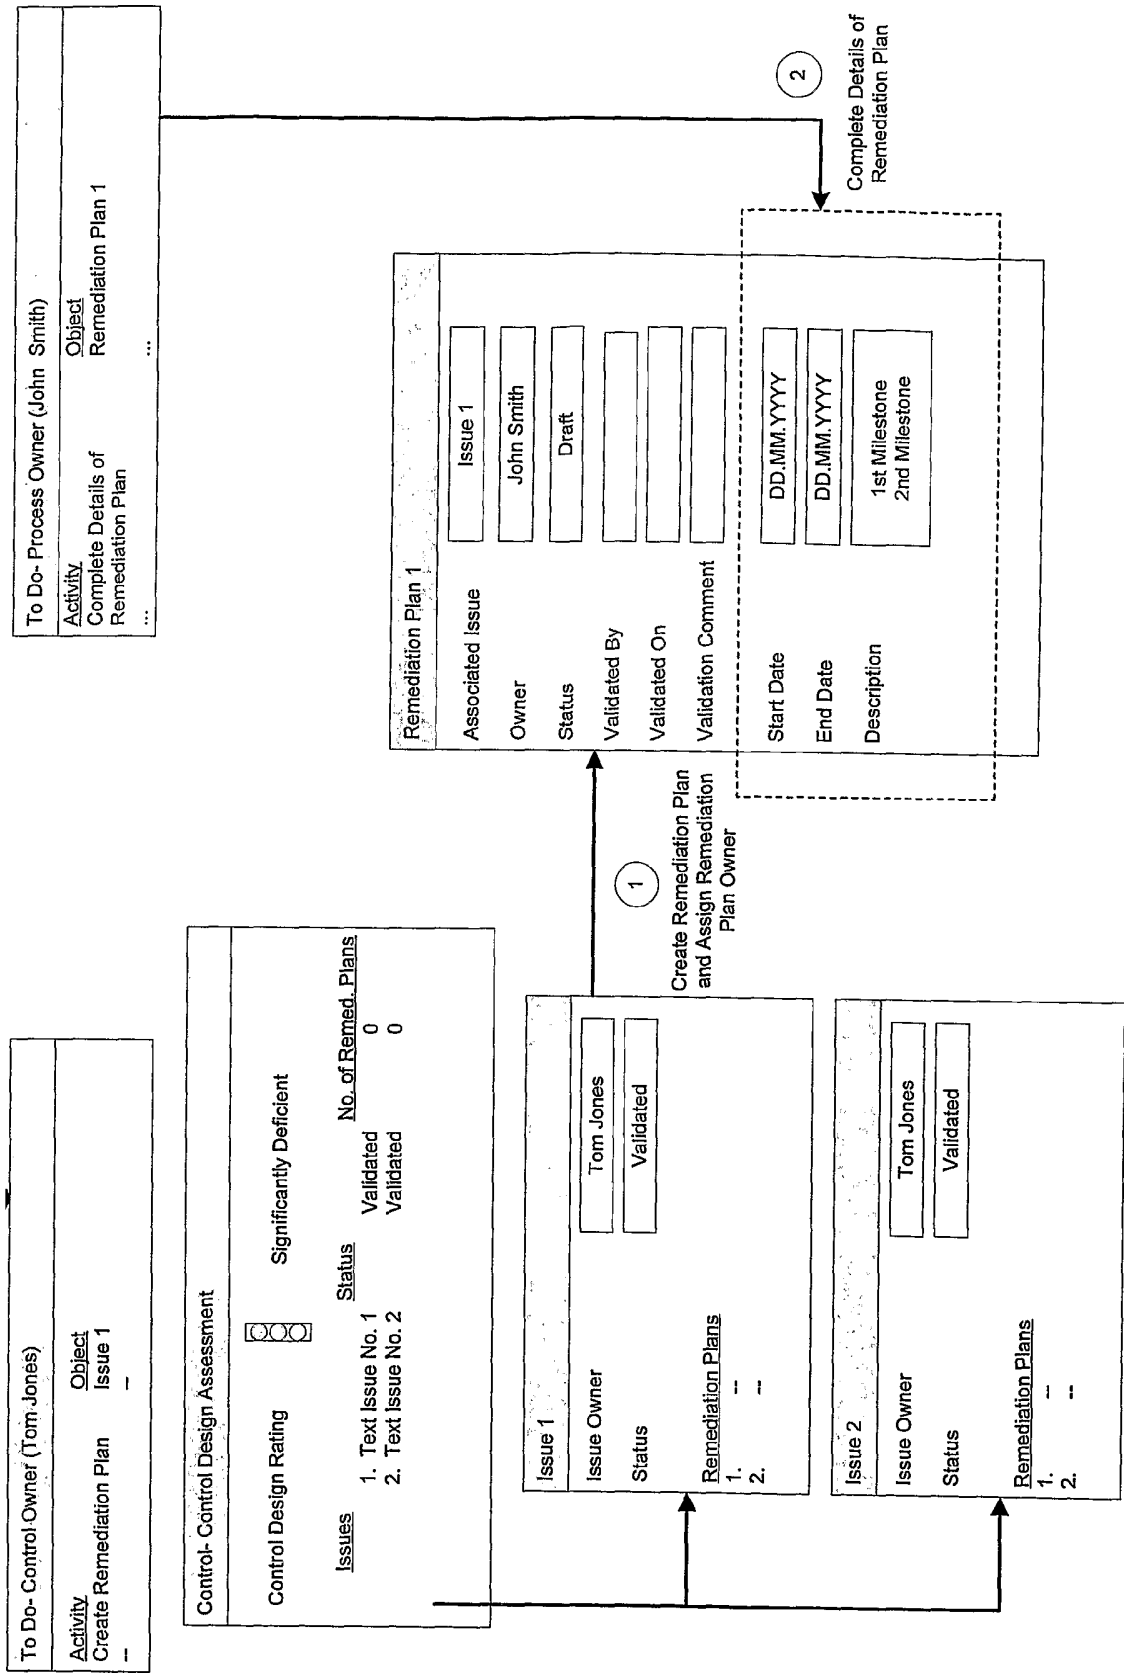 To Do- Control Owner (Tom Jones)
Activity Object
Create Remediation Plan Issue 1
-- --
To Do- Process Owner (John Smith)
Activity Object
Complete Details of Remediation Plan 1
Remediation Plan
... ...
Control- Control Design Assessment
Control Design Rating Significantly Deficient
Issues Status No. of Remed. Plans
1. Text Issue No. 1 Validated 0
2. Text Issue No. 2 Validated 0
Issue 1
Issue Owner Tom Jones
Status Validated
Remediation Plans
1. --
2. --
Issue 2
Issue Owner Tom Jones
Status Validated
Remediation Plans
1. --
2. --
1
Create Remediation Plan
and Assign Remediation
Plan Owner
Remediation Plan 1
Associated Issue Issue 1
Owner John Smith
Status Draft
Validated By
Validated On
Validation Comment
Start Date DD.MM.YYYY
End Date DD.MM.YYYY
Description 1st Milestone
2nd Milestone
2
Complete Details of
Remediation Plan